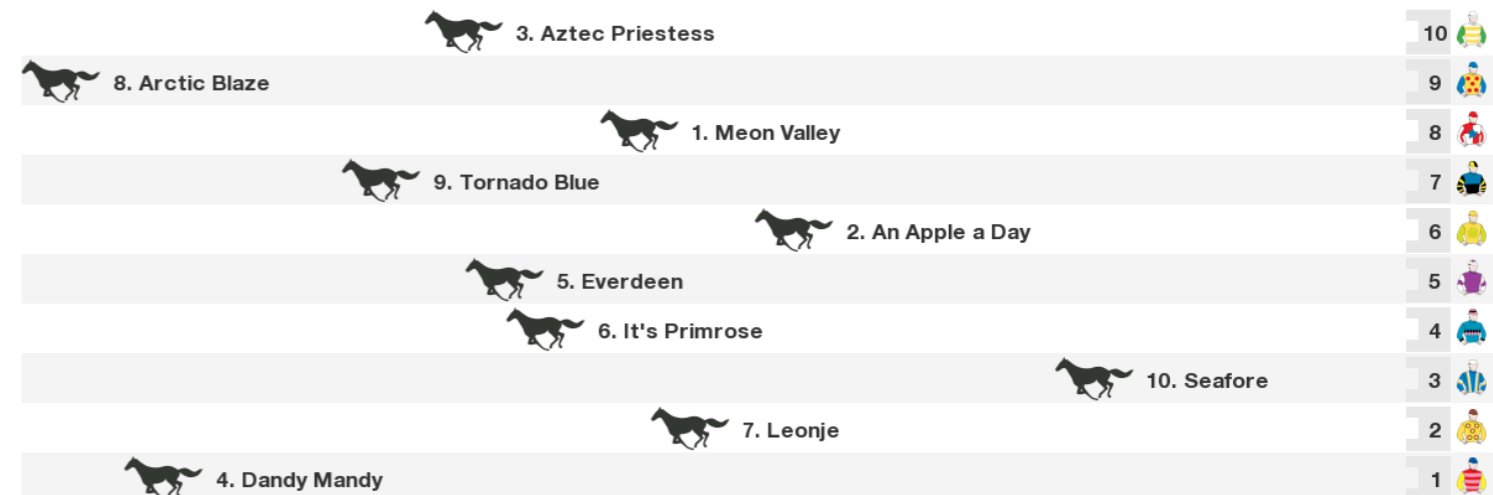 3. Aztec Priestess 10
8. Arctic Blaze 9
1. Meon Valley 8
9. Tornado Blue 7
2. An Apple a Day 6
5. Everdeen 5
6. It's Primrose 4
10. Seafore 3
7. Leonje 2
4. Dandy Mandy 1